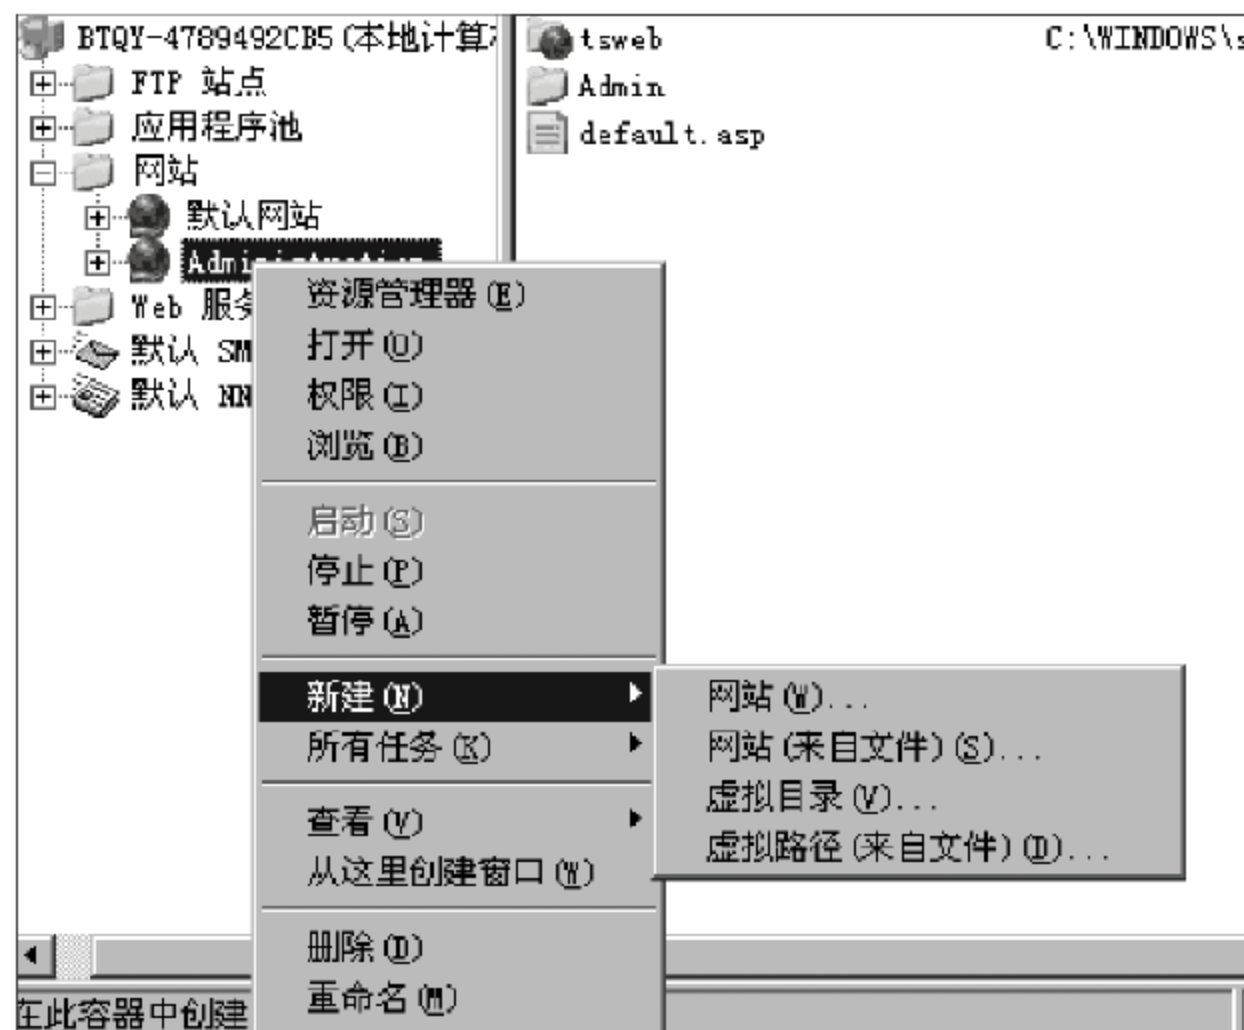 BTQY-4789492CB5(本地计算
FTP 站点
应用程序池
网站
默认网站
Web 服务
默认 SM
默认 NN
tsweb
C:\WINDOWS\s
Admin
default.asp
资源管理器(E)
打开(O)
权限(I)
浏览(B)
启动(S)
停止(P)
暂停(A)
新建(N)
所有任务(K)
查看(V)
从这里创建窗口(W)
删除(D)
重命名(M)
网站(W)...
网站(来自文件)(S)...
虚拟目录(V)...
虚拟路径(来自文件)(D)...
在此容器中创建